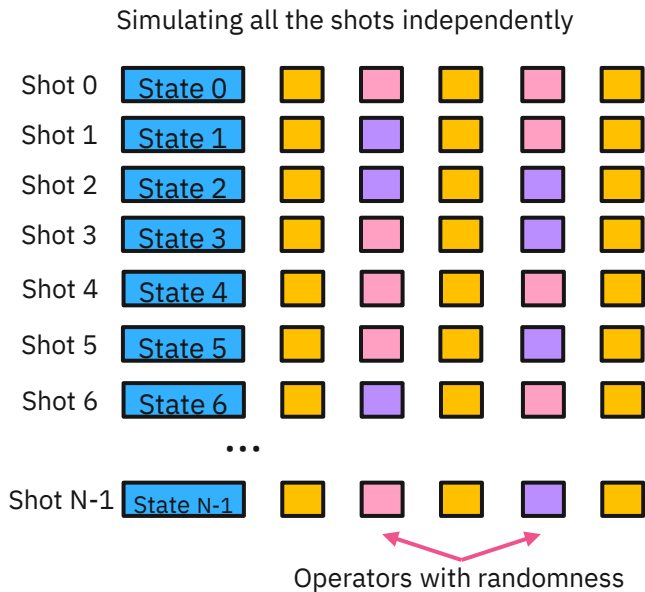 Simulating all the shots independently
Shot 0 State 0
Shot 1 State 1
Shot 2 State 2
Shot 3 State 3
Shot 4 State 4
Shot 5 State 5
Shot 6 State 6
...
Shot N-1 State N-1
Operators with randomness